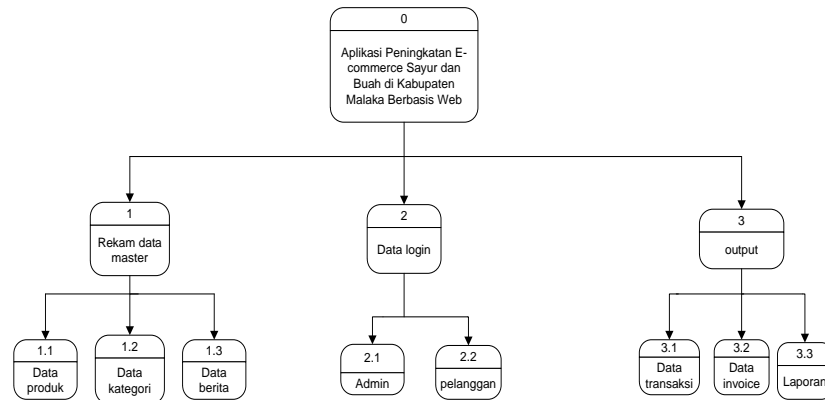 0
Aplikasi Peningkatan E-
commerce Sayur dan
Buah di Kabupaten
Malaka Berbasis Web
1
Rekam data
master
2
Data login
3
output
1.1
Data
produk
1.2
Data
kategori
1.3
Data
berita
2.1
Admin
2.2
pelanggan
3.1
Data
transaksi
3.2
Data
invoice
3.3
Laporan